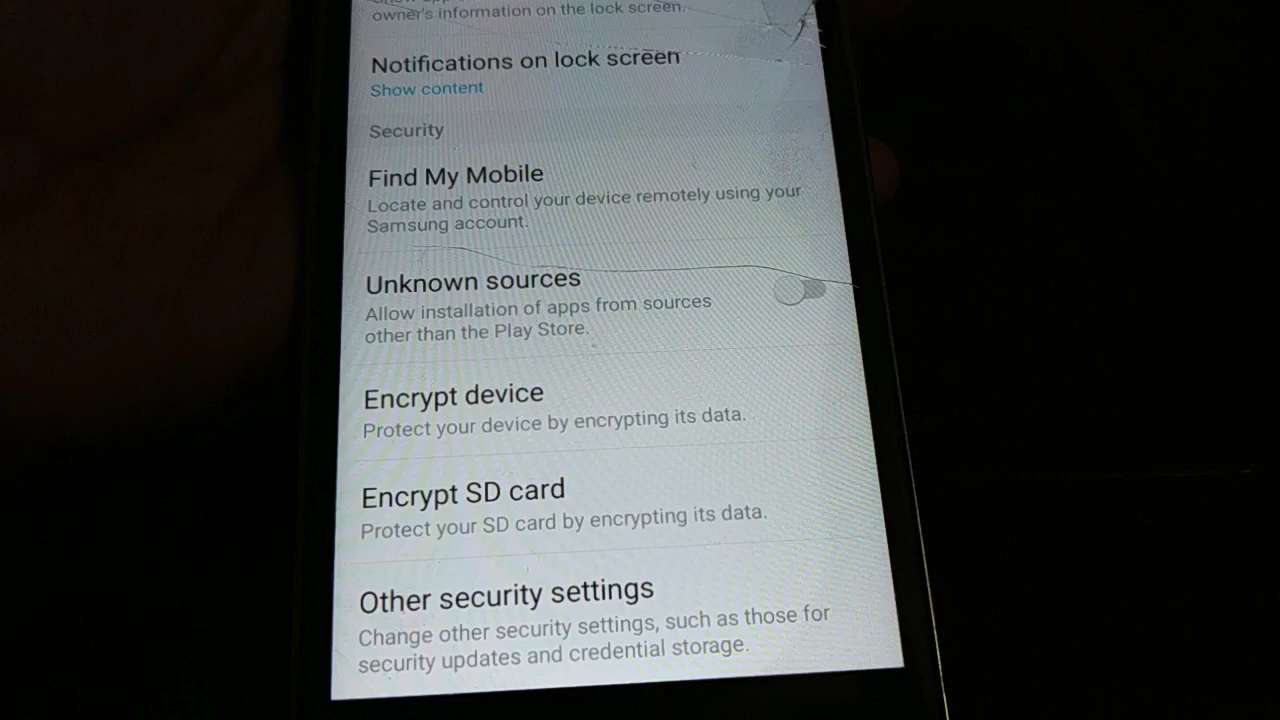 owner's information on the lock screen.
Notifications on lock screen
Show content
Security
Find My Mobile
Locate and control your device remotely using your
Samsung account.
Unknown sources
Allow installation of apps from sources
other than the Play Store.
Encrypt device
Protect your device by encrypting its data.
Encrypt SD card
Protect your SD card by encrypting its data.
Other security settings
Change other security settings, such as those for
security updates and credential storage.